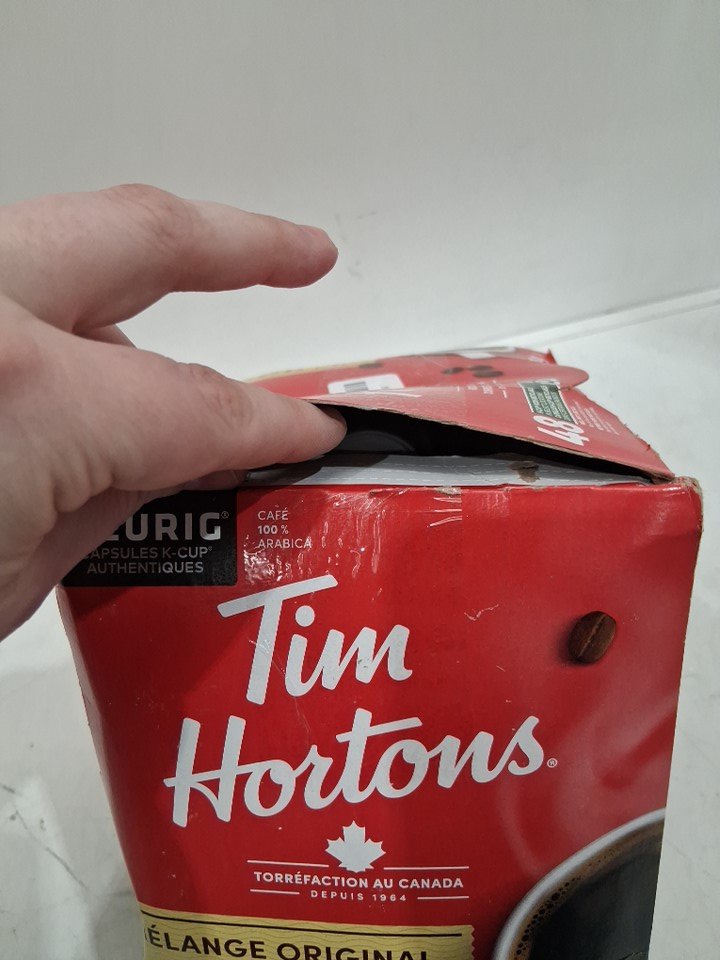 48
EURIG®
APSULES K-CUP®
AUTHENTIQUES
CAFÉ
100 %
ARABICA
Tim
Hortons®
TORRÉFACTION AU CANADA
DEPUIS 1964
ÉLANGE ORIGINAL